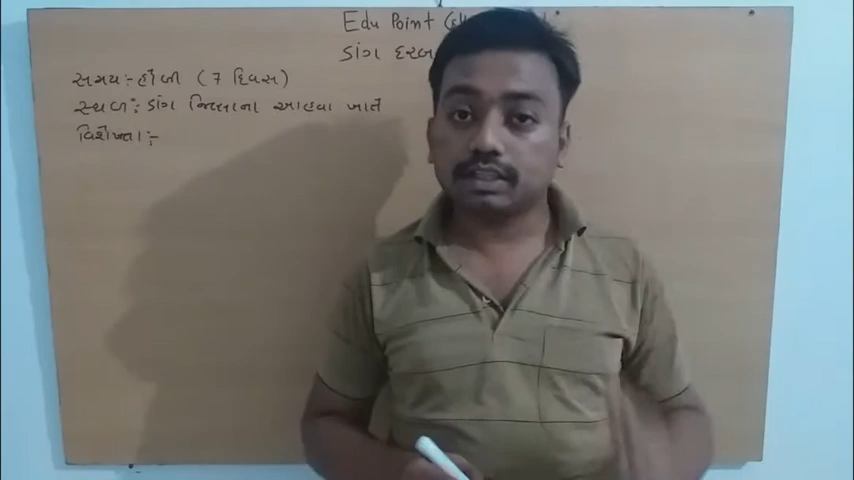 Edu Point
ડાંગ દરબ
સમય:- હોળી (7 દિવસ)
સ્થળ:- ડાંગ જિલ્લાના આહવા ખાતે
વિશેષતા:-